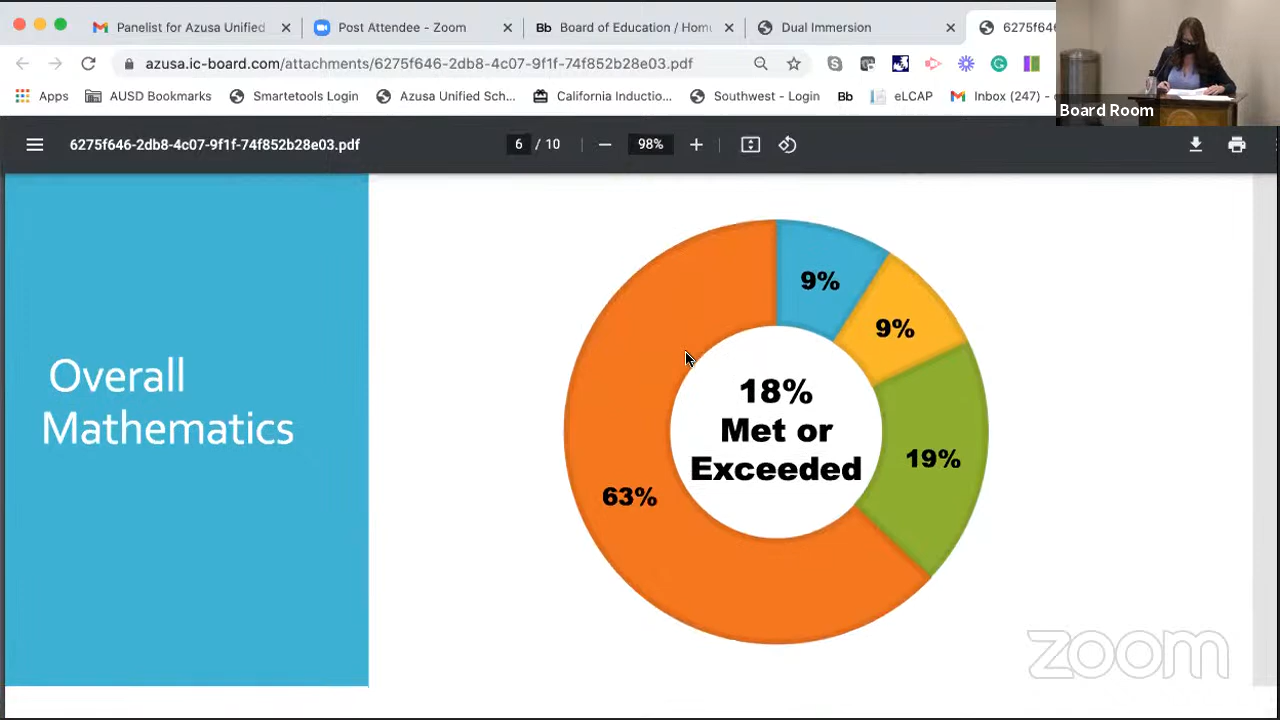 Panelist for Azusa Unified
Post Attendee - Zoom
Bb Board of Education / Hom
Dual Immersion
6275f646
azusa.ic-board.com/attachments/6275f646-2db8-4c07-9f1f-74f852b28e03.pdf
Apps
AUSD Bookmarks
Smartetools Login
Azusa Unified Sch...
California Inductio...
Southwest - Login
Bb
eLCAP
Inbox (247) -
Board Room
6275f646-2db8-4c07-9f1f-74f852b28e03.pdf
6 / 10
98%
Overall
Mathematics
9%
9%
19%
63%
18%
Met or
Exceeded
zoom